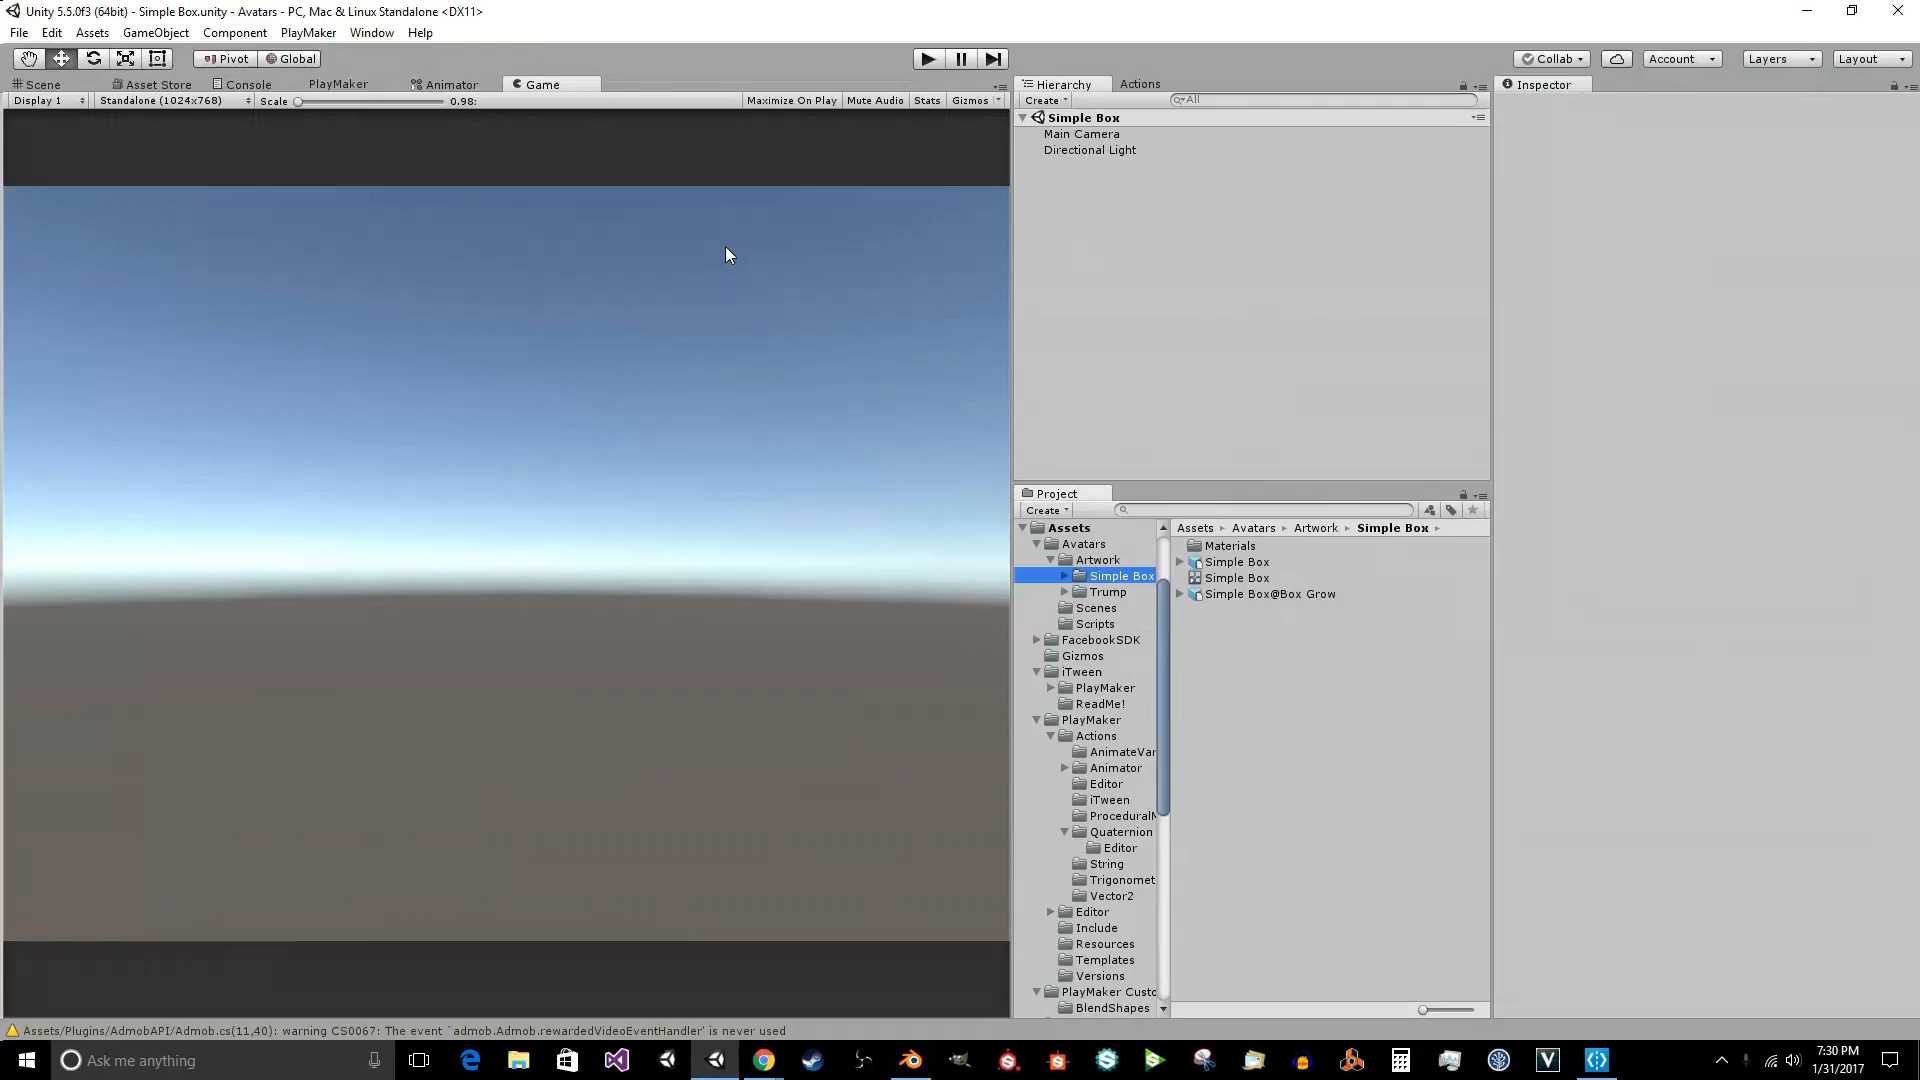 Unity 5.5.0f3 (64bit) - Simple Box.unity - Avatars - PC, Mac & Linux Standalone <DX11>
File Edit Assets GameObject Component PlayMaker Window Help
Pivot Global Collab Account Layers Layout
Scene Asset Store Console PlayMaker Animator Game Hierarchy Actions Inspector
Display 1 Standalone (1024x768) Scale 0.98: Maximize On Play Mute Audio Stats Gizmos Create All
Simple Box
Main Camera
Directional Light
Project
Create
Assets
Avatars
Artwork
Simple Box
Trump
Scenes
Scripts
FacebookSDK
Gizmos
iTween
PlayMaker
ReadMe!
PlayMaker
Actions
AnimateVar
Animator
Editor
iTween
ProceduralM
Quaternion
Editor
String
Trigonomet
Vector2
Editor
Include
Resources
Templates
Versions
PlayMaker Custo
BlendShapes
Assets Avatars Artwork Simple Box
Materials
Simple Box
Simple Box
Simple Box@Box Grow
Assets/Plugins/AdmobAPI/Admob.cs(11,40): warning CS0067: The event `admob.Admob.rewardedVideoEventHandler' is never used
Ask me anything
7:30 PM
1/31/2017